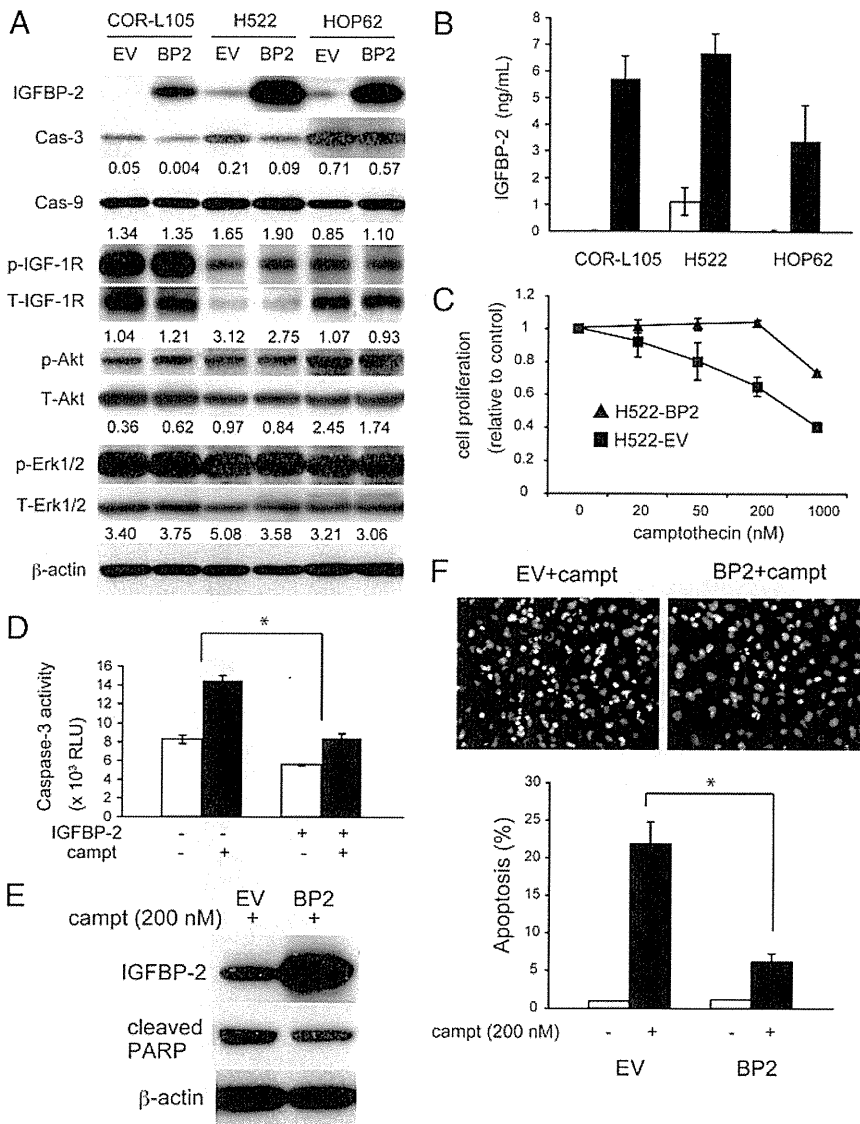 A
COR-L105 H522 HOP62
EV BP2 EV BP2 EV BP2
IGFBP-2
Cas-3
0.05 0.004 0.21 0.09 0.71 0.57
Cas-9
1.34 1.35 1.65 1.90 0.85 1.10
p-IGF-1R
T-IGF-1R
1.04 1.21 3.12 2.75 1.07 0.93
p-Akt
T-Akt
0.36 0.62 0.97 0.84 2.45 1.74
p-Erk1/2
T-Erk1/2
3.40 3.75 5.08 3.58 3.21 3.06
β-actin
B
IGFBP-2 (ng/mL)
8
7
6
5
4
3
2
1
0
COR-L105 H522 HOP62
C
cell proliferation
(relative to control)
1.2
1
0.8
0.6
0.4
0.2
0
H522-BP2
H522-EV
0 20 50 200 1000
camptothecin (nM)
D
*
Caspase-3 activity
(x 10³ RLU)
16
14
12
10
8
6
4
2
0
IGFBP-2 - - + +
campt - + - +
E
EV BP2
campt (200 nM) + +
IGFBP-2
cleaved
PARP
β-actin
F
EV+campt BP2+campt
*
Apoptosis (%)
30
25
20
15
10
5
0
campt (200 nM) - + - +
EV BP2